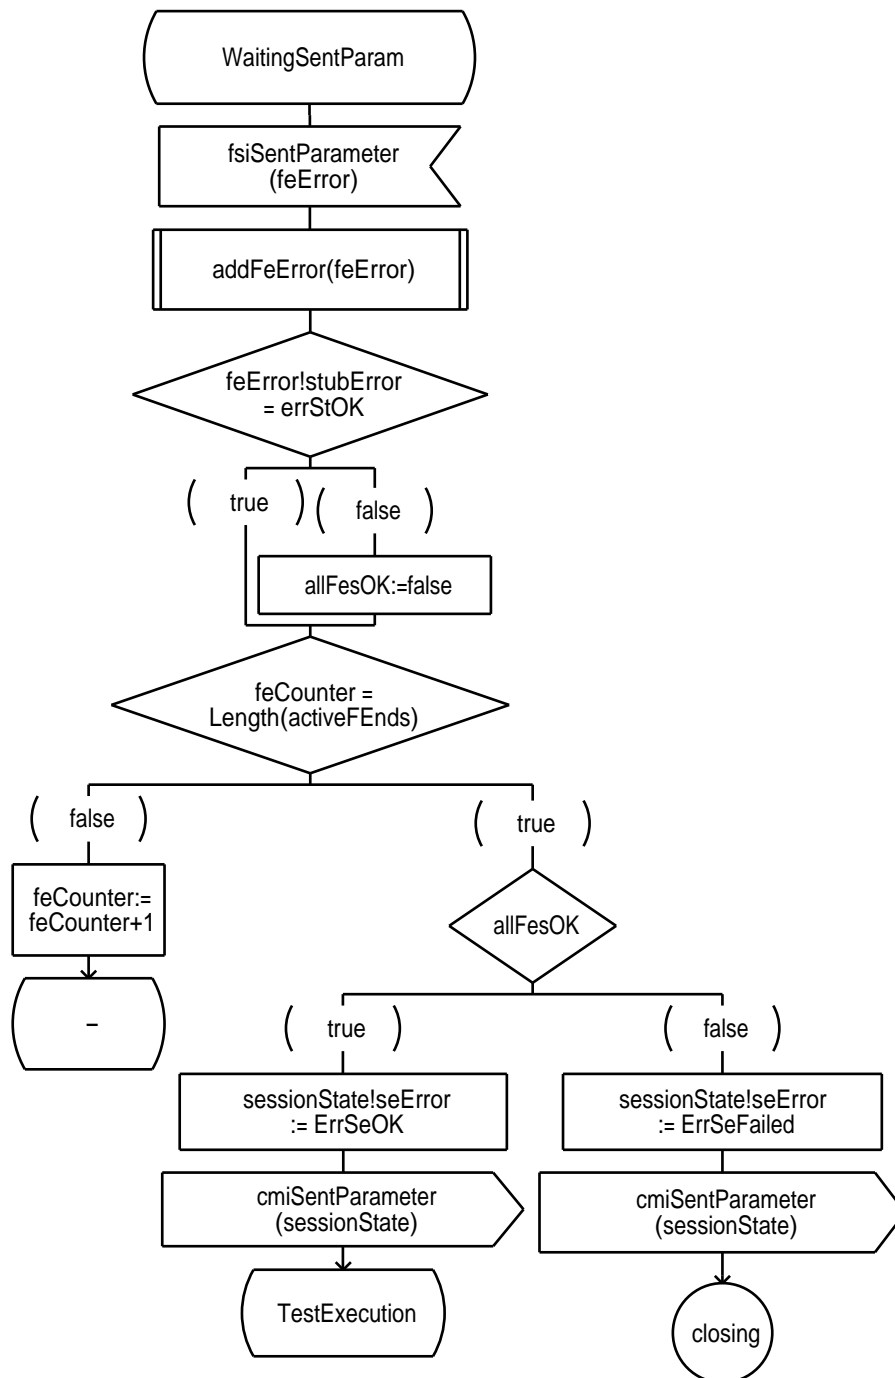 WaitingSentParam
fsiSentParameter
(feError)
addFeError(feError)
feError!stubError
= errStOK
( true ) ( false )
allFesOK:=false
feCounter =
Length(activeFEnds)
( false ) ( true )
feCounter:=
feCounter+1
allFesOK
–
( true ) ( false )
sessionState!seError
:= ErrSeOK
sessionState!seError
:= ErrSeFailed
cmiSentParameter
(sessionState)
cmiSentParameter
(sessionState)
TestExecution
closing